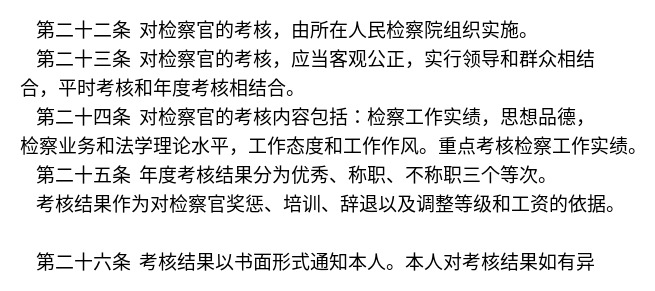 第二十二条 对检察官的考核，由所在人民检察院组织实施。
第二十三条 对检察官的考核，应当客观公正，实行领导和群众相结
合，平时考核和年度考核相结合。
第二十四条 对检察官的考核内容包括：检察工作实绩，思想品德，
检察业务和法学理论水平，工作态度和工作作风。重点考核检察工作实绩。
第二十五条 年度考核结果分为优秀、称职、不称职三个等次。
考核结果作为对检察官奖惩、培训、辞退以及调整等级和工资的依据。
第二十六条 考核结果以书面形式通知本人。本人对考核结果如有异